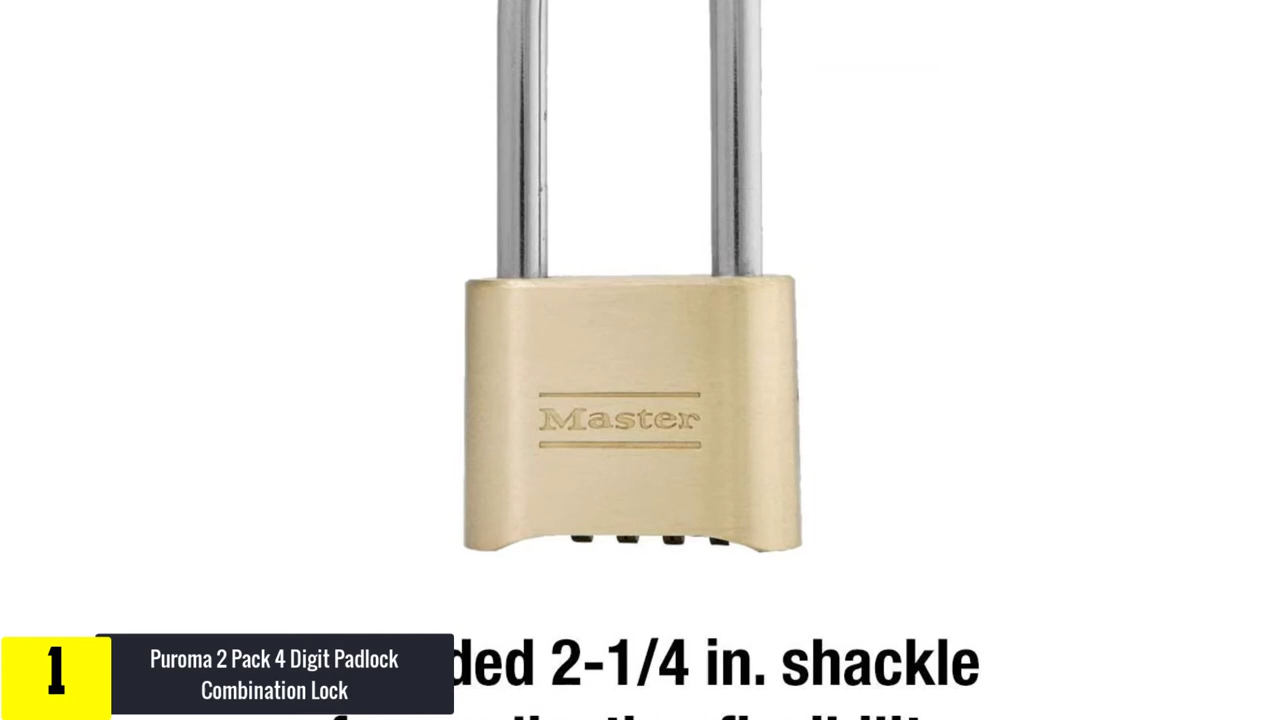 Master
ded 2-1/4 in. shackle
1
Puroma 2 Pack 4 Digit Padlock
Combination Lock